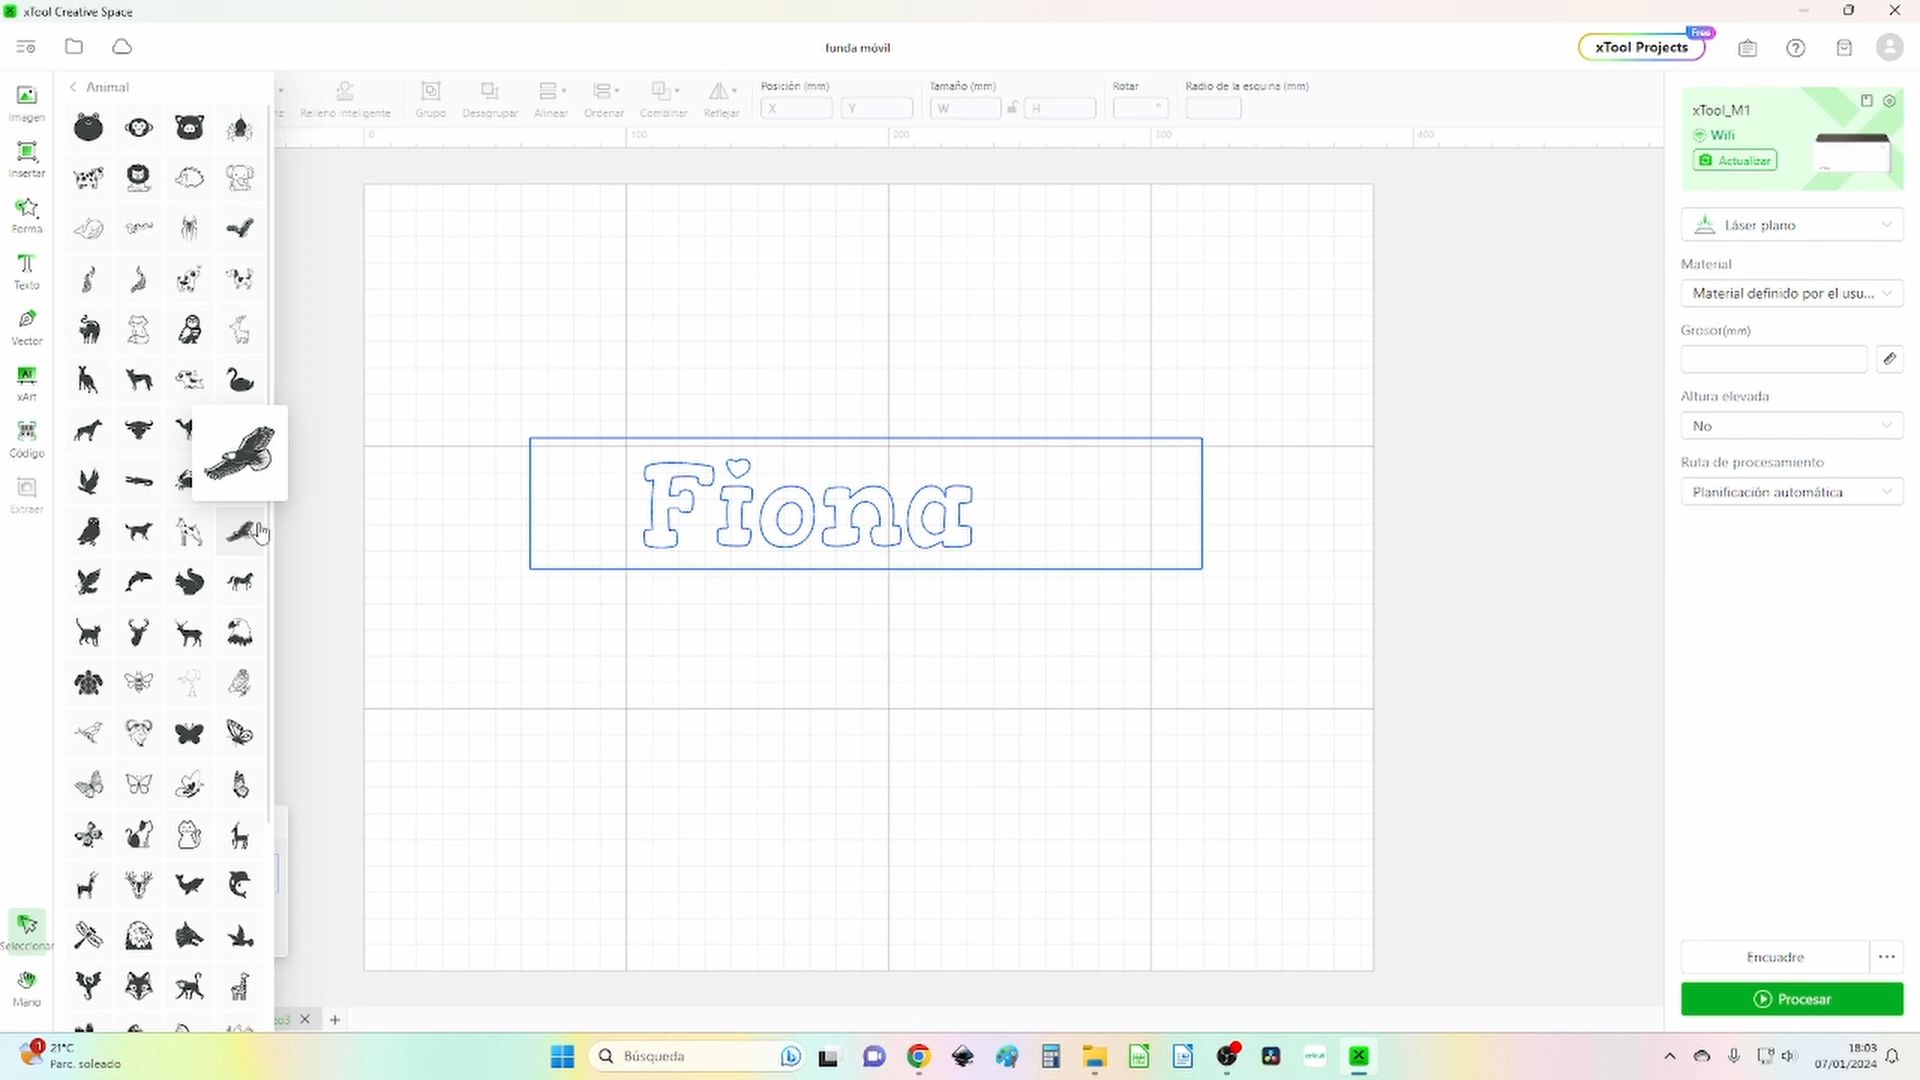 xTool Creative Space
funda móvil
Free
xTool Projects
Imagen
Insertar
Forma
Texto
Vector
xArt
Código
Extraer
Seleccionar
Mano
Animal
Relleno inteligente
Grupo
Desagrupar
Alinear
Ordenar
Combinar
Reflejar
Posición (mm)
X
Y
Tamaño (mm)
W
H
Rotar
°
Radio de la esquina (mm)
0
100
200
300
400
Fiona
xTool_M1
Wifi
Actualizar
Láser plano
Material
Material definido por el usu...
Grosor(mm)
Altura elevada
No
Ruta de procesamiento
Planificación automática
Encuadre
Procesar
1
21°C
Parc. soleado
Búsqueda
cricut
18:03
07/01/2024